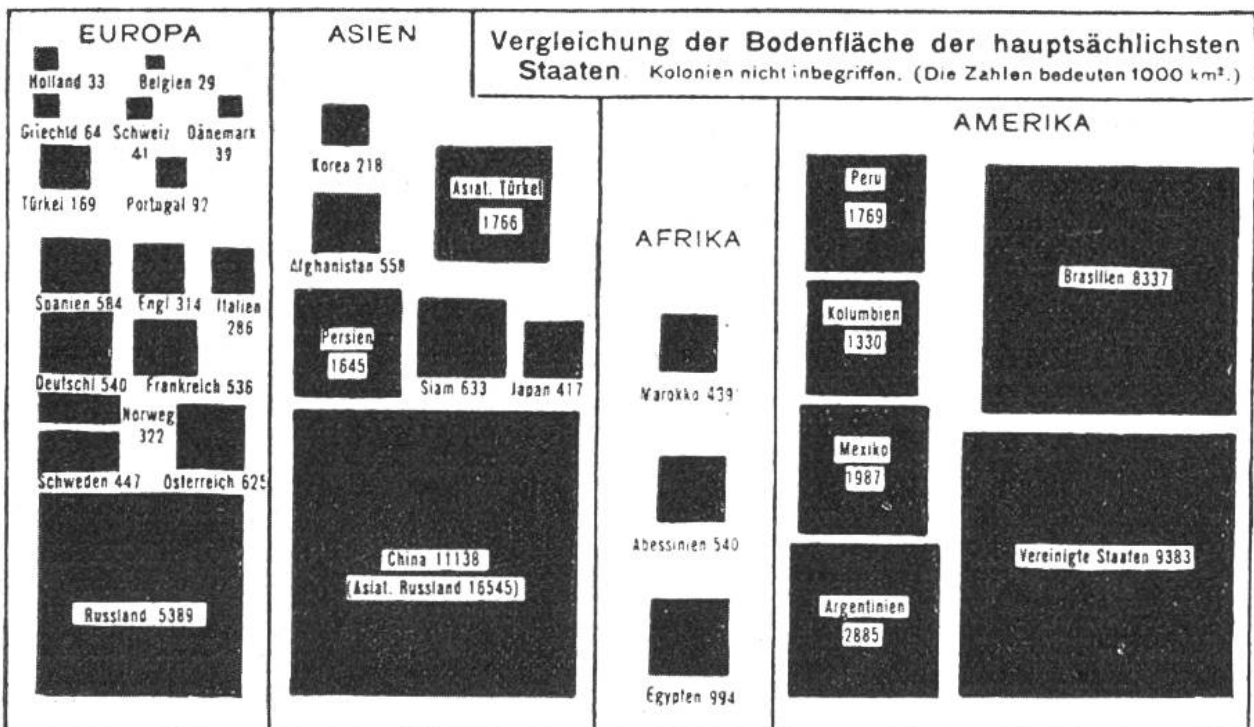 EUROPA
Holland 33
Belgien 29
Griechld 64
Schweiz
41
Dänemark
39
Türkei 169
Portugal 92
Spanien 584
Engl 314
Italien
286
Deutschl 540
Frankreich 536
Norweg
322
Schweden 447
Österreich 625
Russland 5389
ASIEN
Korea 218
Asiat. Türkei
1766
Afghanistan 558
Persien
1645
Siam 633
Japan 417
China 11138
(Asiat. Russland 16545)
Vergleichung der Bodenfläche der hauptsächlichsten
Staaten. Kolonien nicht inbegriffen. (Die Zahlen bedeuten 1000 km².)
AFRIKA
Marokko 439
Abessinien 540
Egypten 994
AMERIKA
Peru
1769
Kolumbien
1330
Mexiko
1987
Argentinien
2885
Brasilien 8337
Vereinigte Staaten 9383